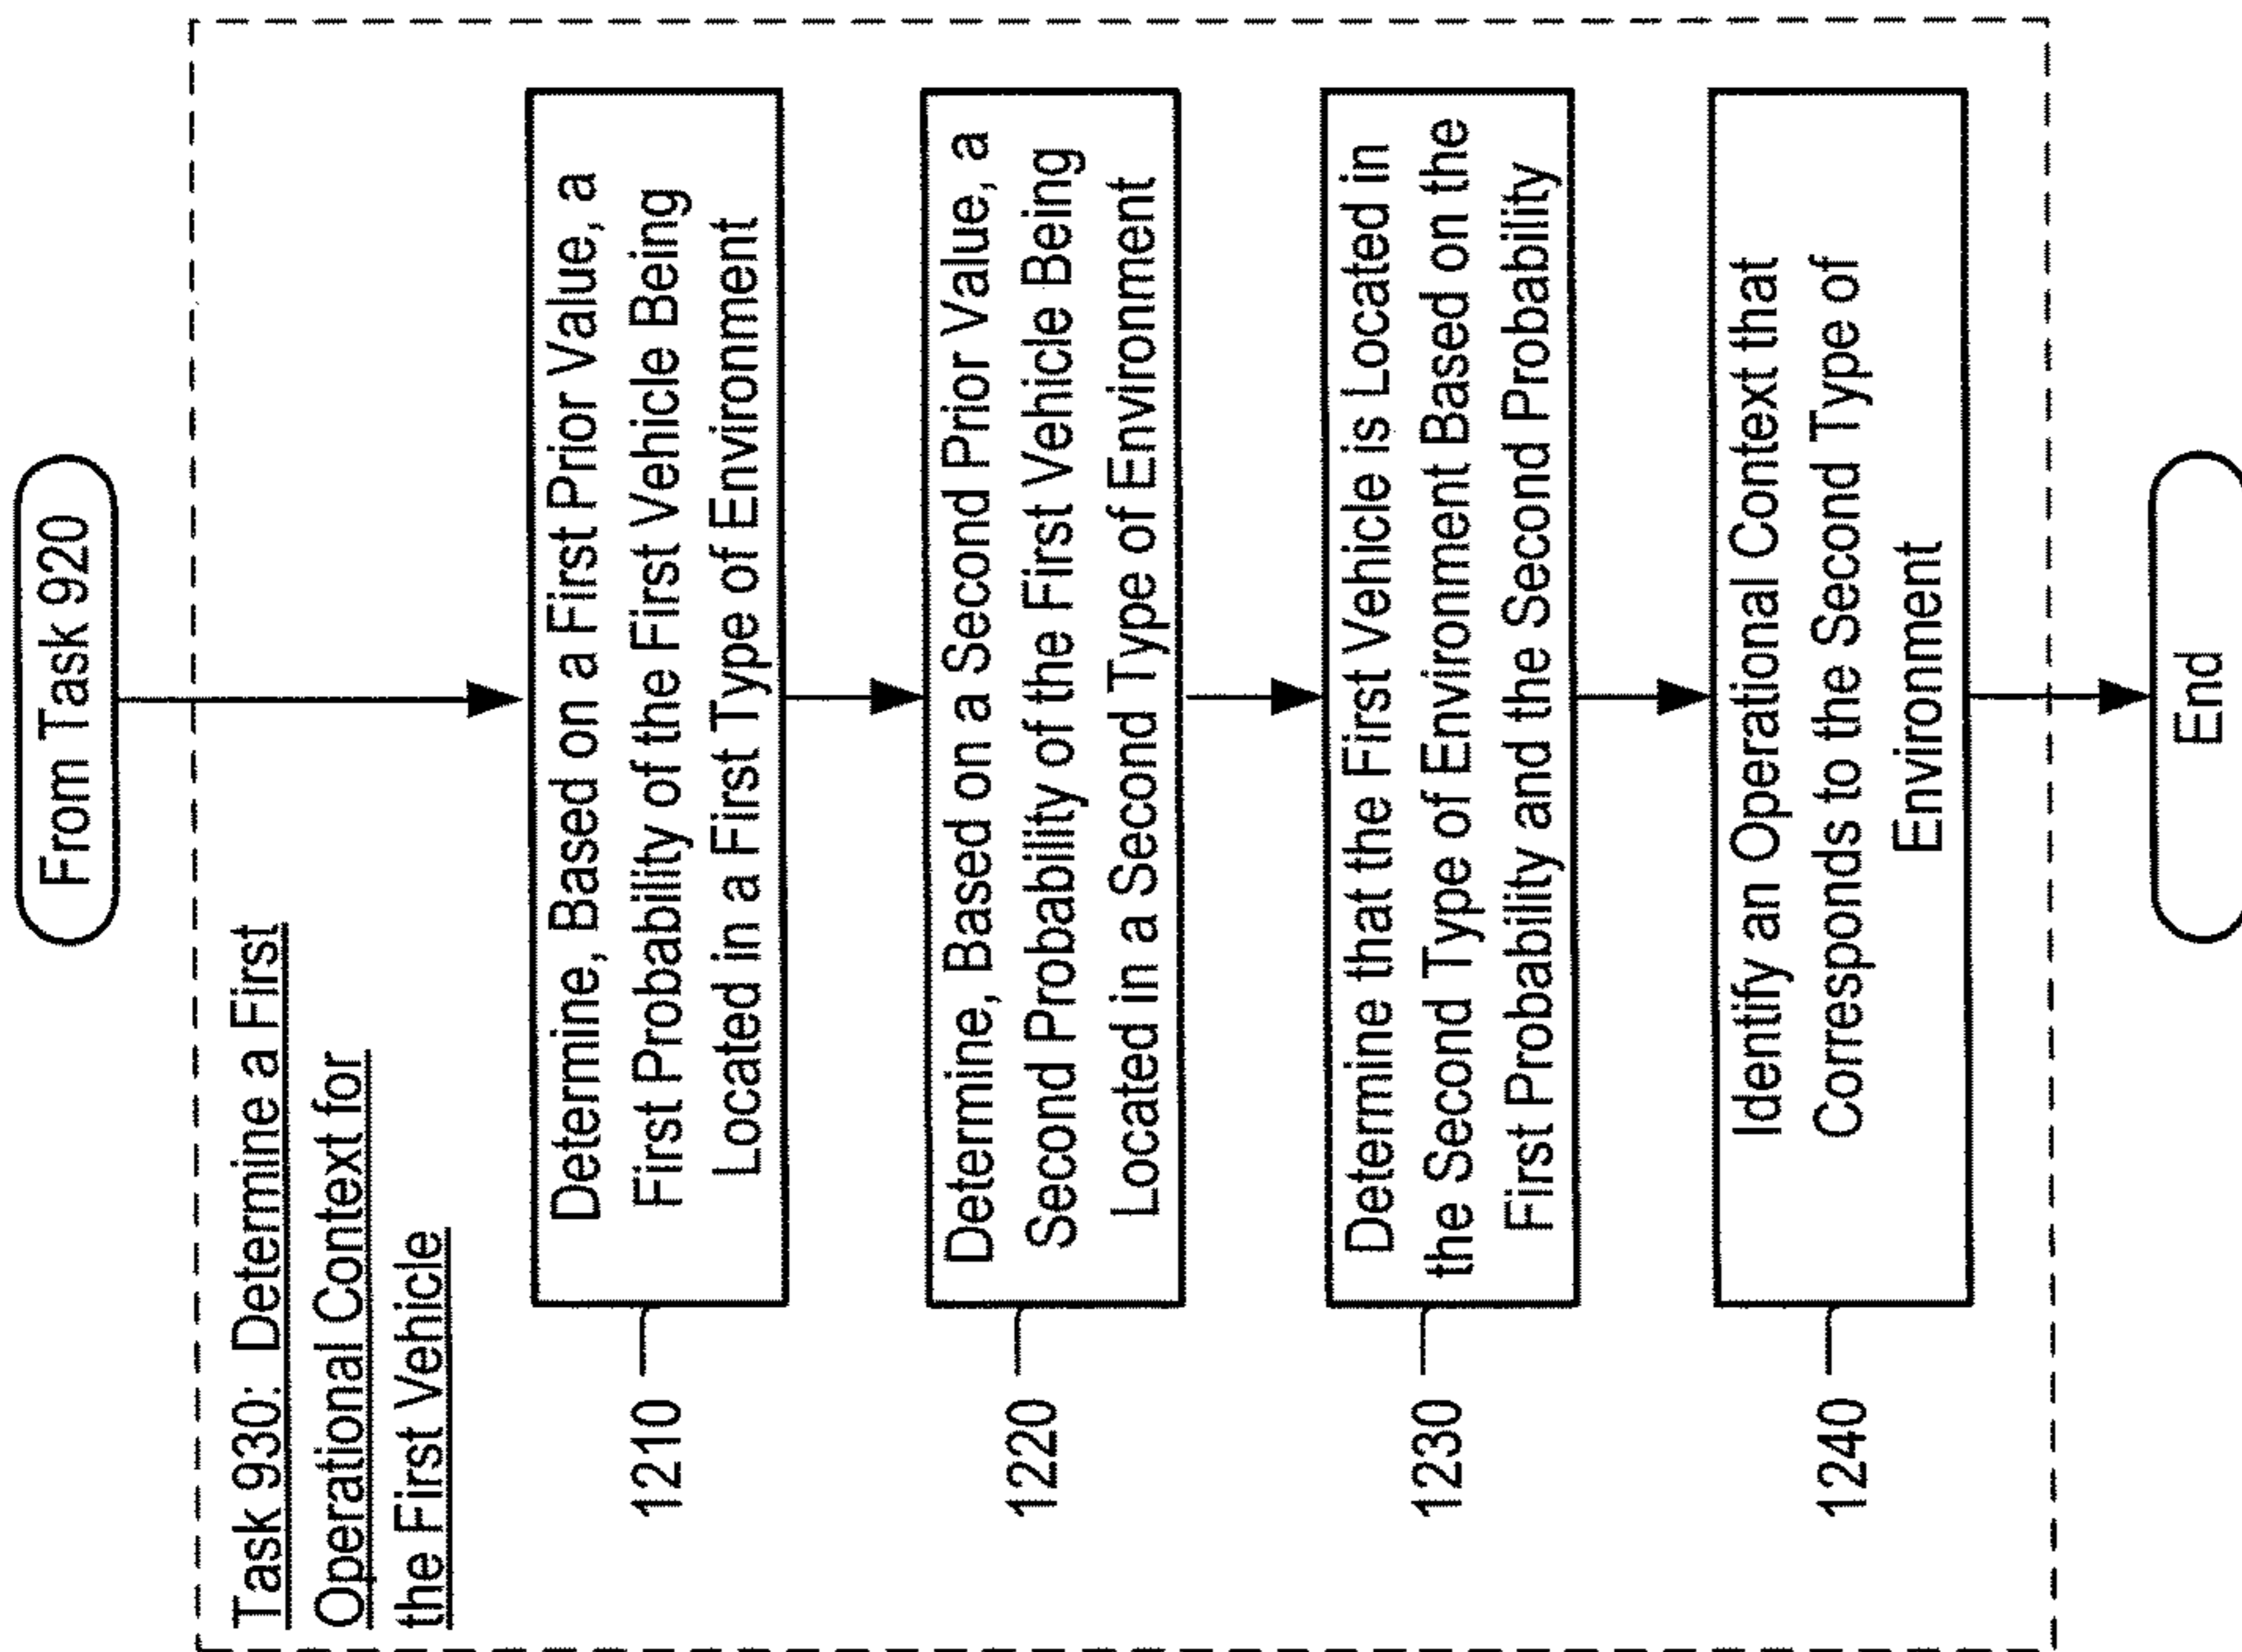 From Task 920
Task 930: Determine a First
Operational Context for
the First Vehicle
1210
Determine, Based on a First Prior Value, a
First Probability of the First Vehicle Being
Located in a First Type of Environment
1220
Determine, Based on a Second Prior Value, a
Second Probability of the First Vehicle Being
Located in a Second Type of Environment
1230
Determine that the First Vehicle is Located in
the Second Type of Environment Based on the
First Probability and the Second Probability
1240
Identify an Operational Context that
Corresponds to the Second Type of
Environment
End